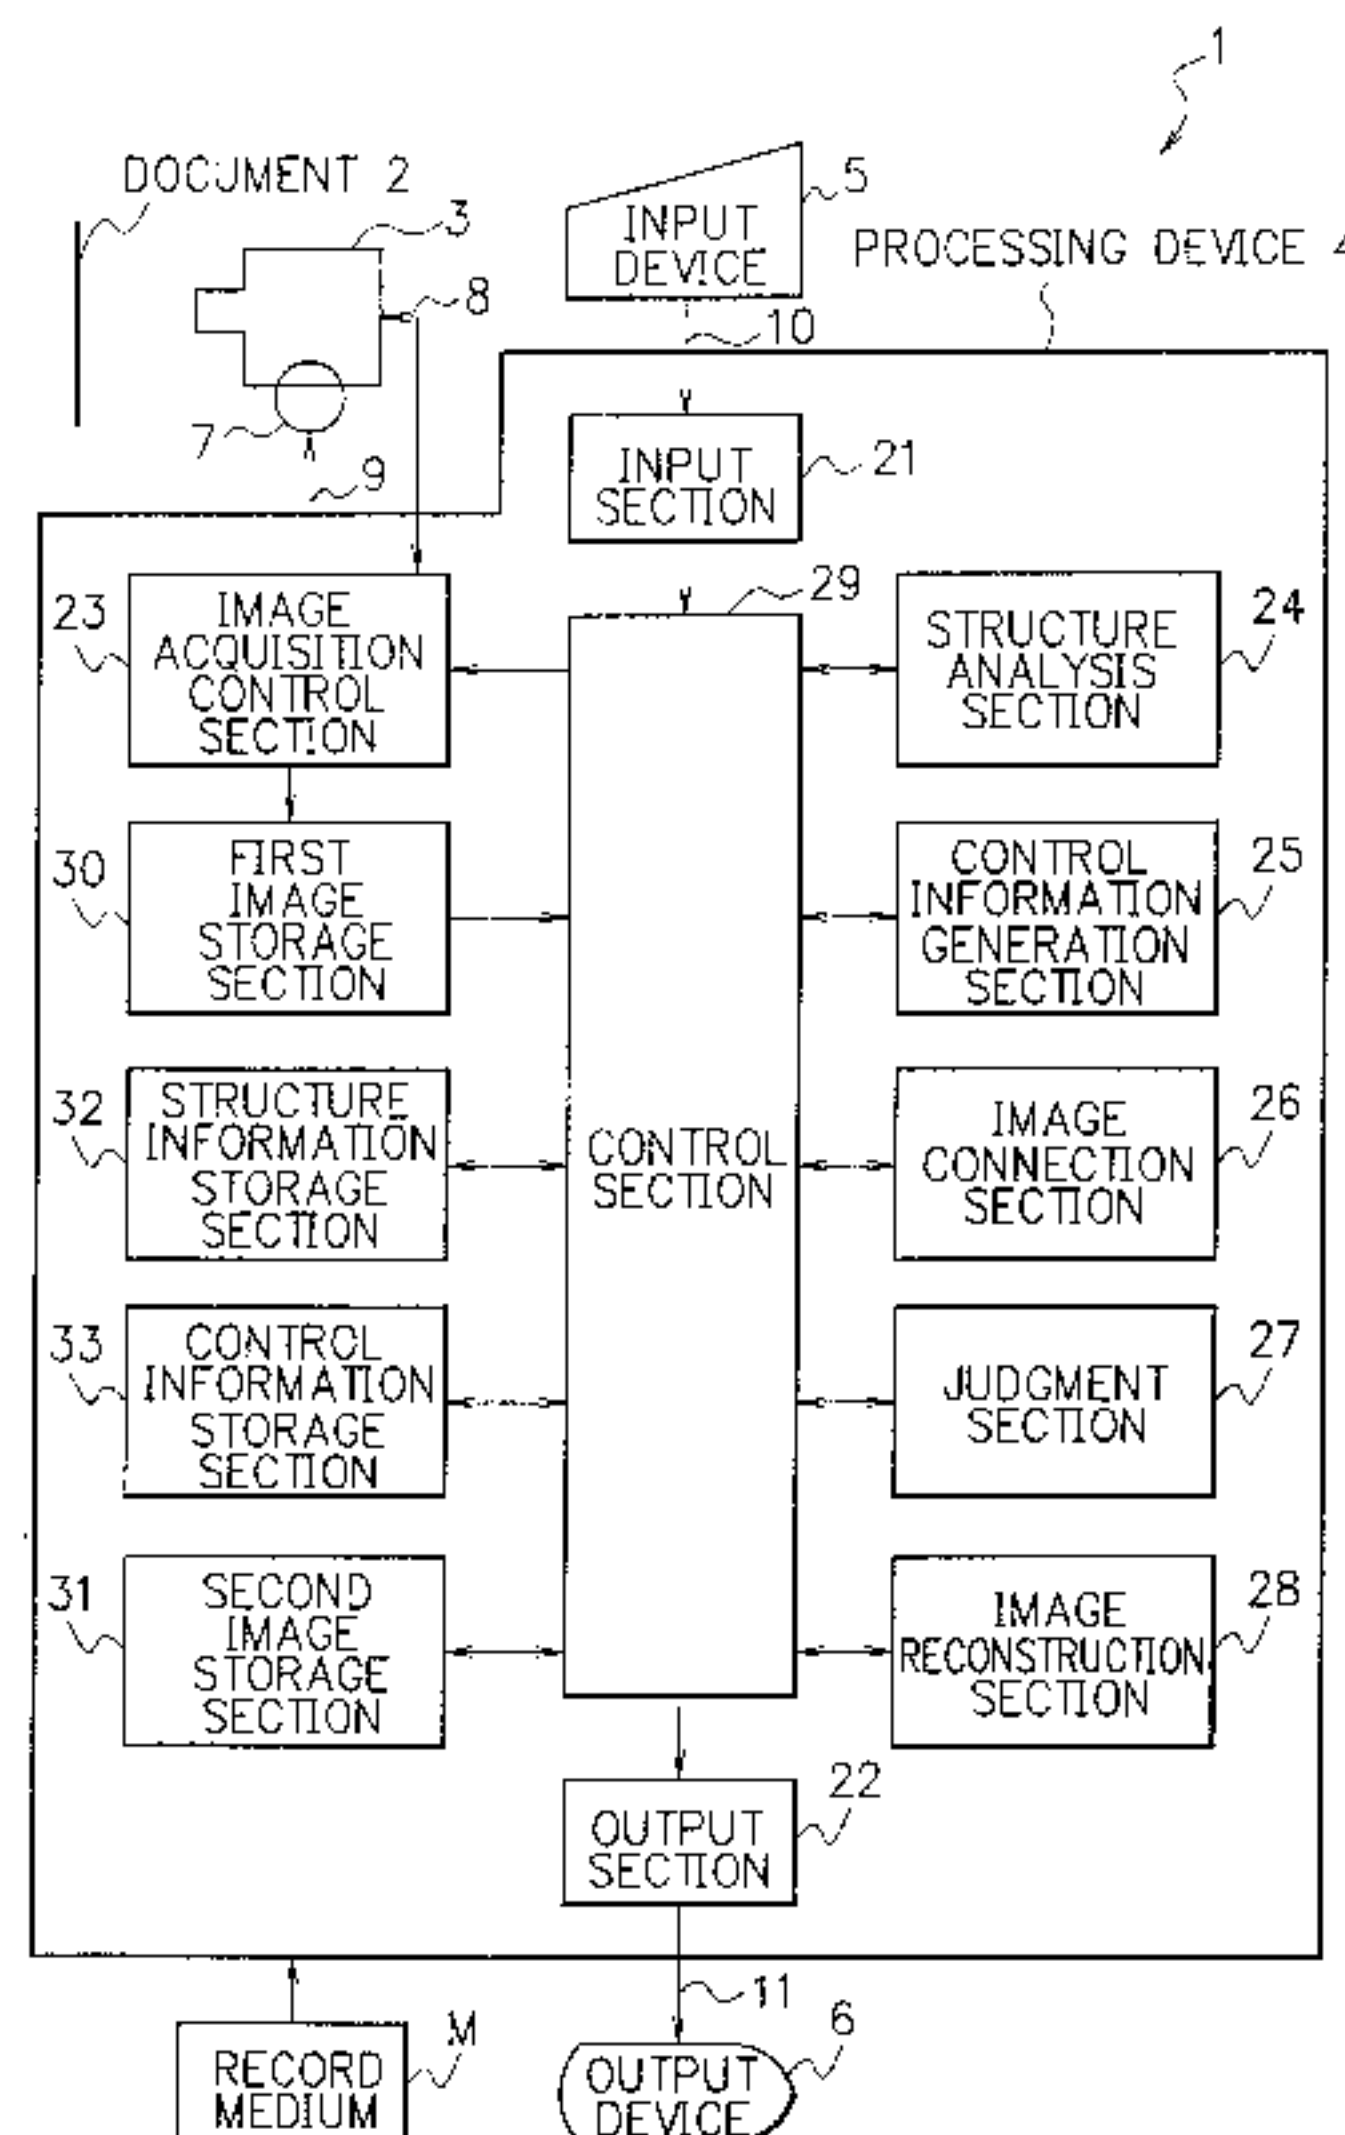 1
DOCUMENT 2
3
8
7
9
INPUT
DEVICE
5
10
PROCESSING DEVICE 4
INPUT
SECTION
21
23
IMAGE
ACQUISITION
CONTROL
SECTION
29
STRUCTURE
ANALYSIS
SECTION
24
30
FIRST
IMAGE
STORAGE
SECTION
CONTROL
INFORMATION
GENERATION
SECTION
25
32
STRUCTURE
INFORMATION
STORAGE
SECTION
CONTROL
SECTION
IMAGE
CONNECTION
SECTION
26
33
CONTROL
INFORMATION
STORAGE
SECTION
JUDGMENT
SECTION
27
31
SECOND
IMAGE
STORAGE
SECTION
IMAGE
RECONSTRUCTION
SECTION
28
OUTPUT
SECTION
22
11
RECORD
MEDIUM
M
OUTPUT
DEVICE
6